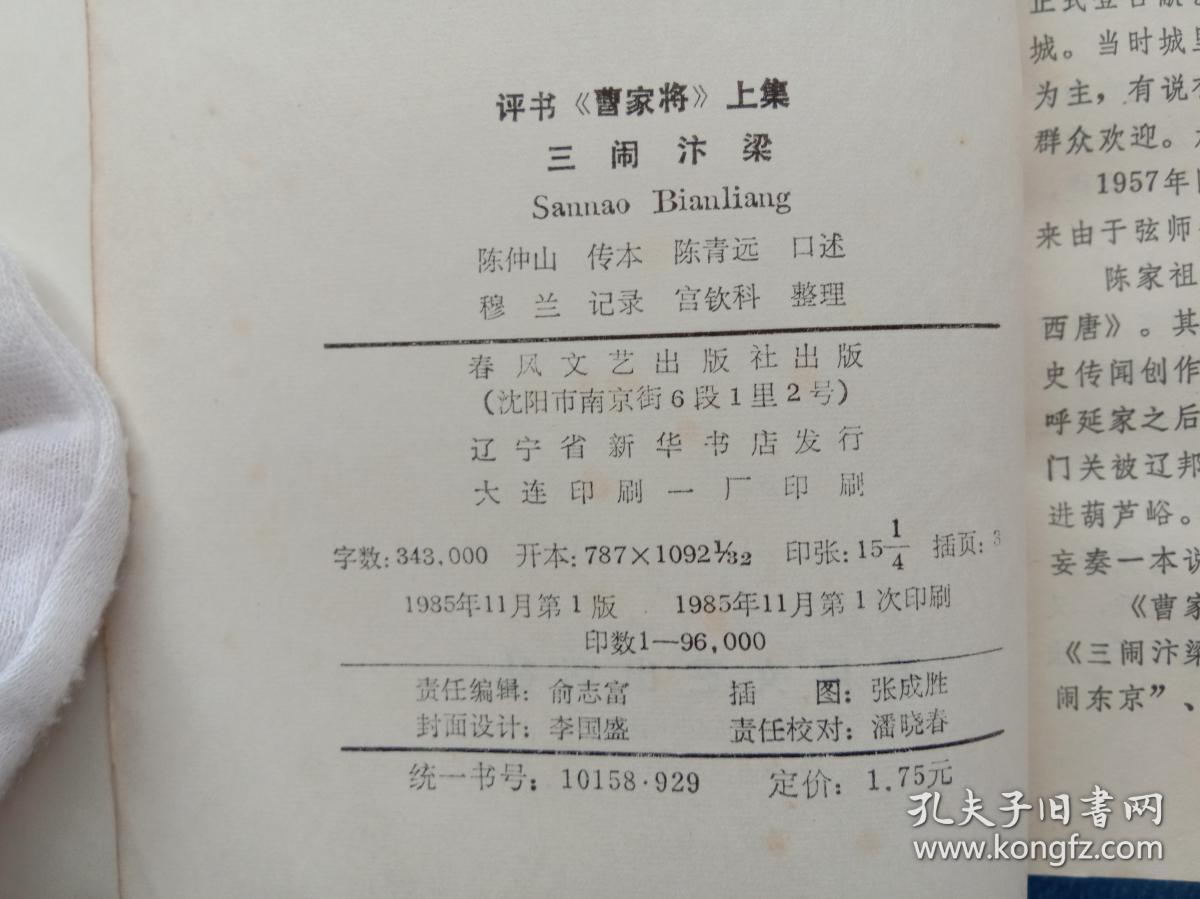 评书《曹家将》上集
三闹汴梁
Sannao Bianliang
陈仲山 传本 陈青远 口述
穆兰 记录 宫钦科 整理
春风文艺出版社出版
(沈阳市南京街6段1里2号)
辽宁省新华书店发行
大连印刷一厂印刷
字数:343,000 开本:787×1092 1/32 印张:15 1/4 插页:3
1985年11月第1版 1985年11月第1次印刷
印数1—96,000
责任编辑:俞志富 插图:张成胜
封面设计:李国盛 责任校对:潘晓春
统一书号:10158·929 定价:1.75元
城。当时城里
为主,有说有
群众欢迎。
1957年
来由于弦师
陈家祖
西唐》。其
史传闻创作
呼延家之后
门关被辽邦
进葫芦峪。
妄奏一本说
《曹家
《三闹汴梁
闹东京”、
孔夫子旧书网
www.kongfz.com